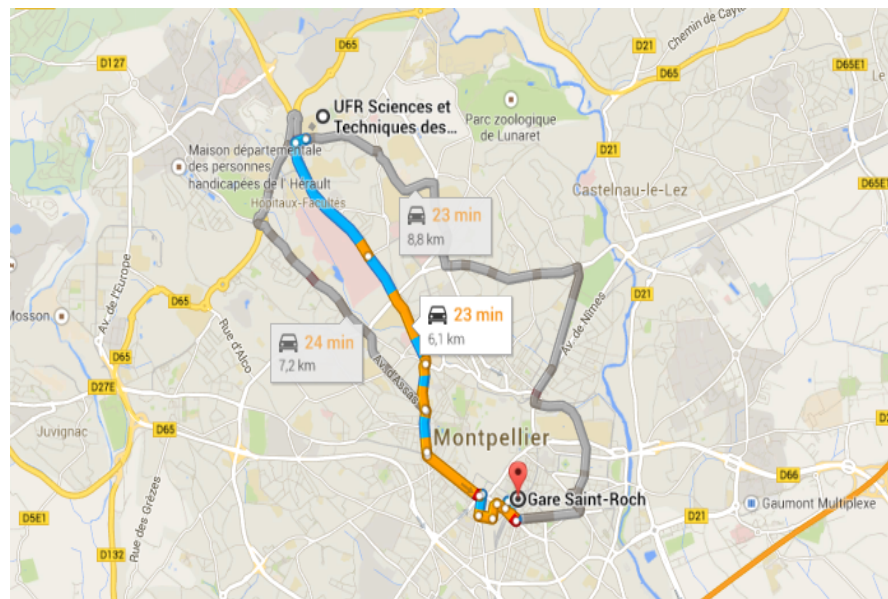 D127
D65
D21
Chemin de Cayl
D65E1
D65
Le
UFR Sciences et
Techniques des...
Parc zoologique
de Lunaret
Maison départementale
des personnes
handicapées de l' Hérault
Hôpitaux-Facultés
D21
Castelnau-le-Lez
D65E1
23 min
8,8 km
Av. de l'Europe
D65
Mosson
Rue d'Alco
23 min
6,1 km
24 min
7,2 km
D21
Av. de Nîmes
D65
D27E
Av. d'Assas
Juvignac
D65
Montpellier
D66
D5E1
Rue des Grèzes
Gare Saint-Roch
Gaumont Multiplexe
D21
D132